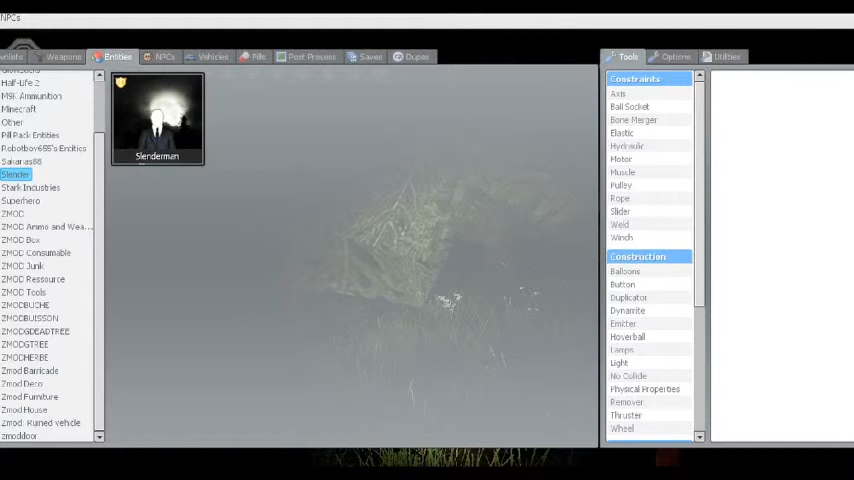 NPCs
Weapons
Entities
NPCs
Vehicles
Pills
Post Process
Saves
Dupes
Tools
Options
Utilities
Half-Life 2
M9K Ammunition
Minecraft
Other
Pill Pack Entities
Robotboy655's Entities
Sakarias88
Slender
Stark Industries
Superhero
ZMOD
ZMOD Ammo and Wea...
ZMOD Box
ZMOD Consumable
ZMOD Junk
ZMOD Ressource
ZMOD Tools
ZMODBUCHE
ZMODBUISSON
ZMODGDEADTREE
ZMODGTREE
ZMODHERBE
Zmod Barricade
Zmod Deco
Zmod Furniture
Zmod House
Zmod: Ruined vehicle
zmoddoor
Slenderman
Constraints
Axis
Ball Socket
Bone Merger
Elastic
Hydraulic
Motor
Muscle
Pulley
Rope
Slider
Weld
Winch
Construction
Balloons
Button
Duplicator
Dynamite
Emitter
Hoverball
Lamps
Light
No Collide
Physical Properties
Remover
Thruster
Wheel